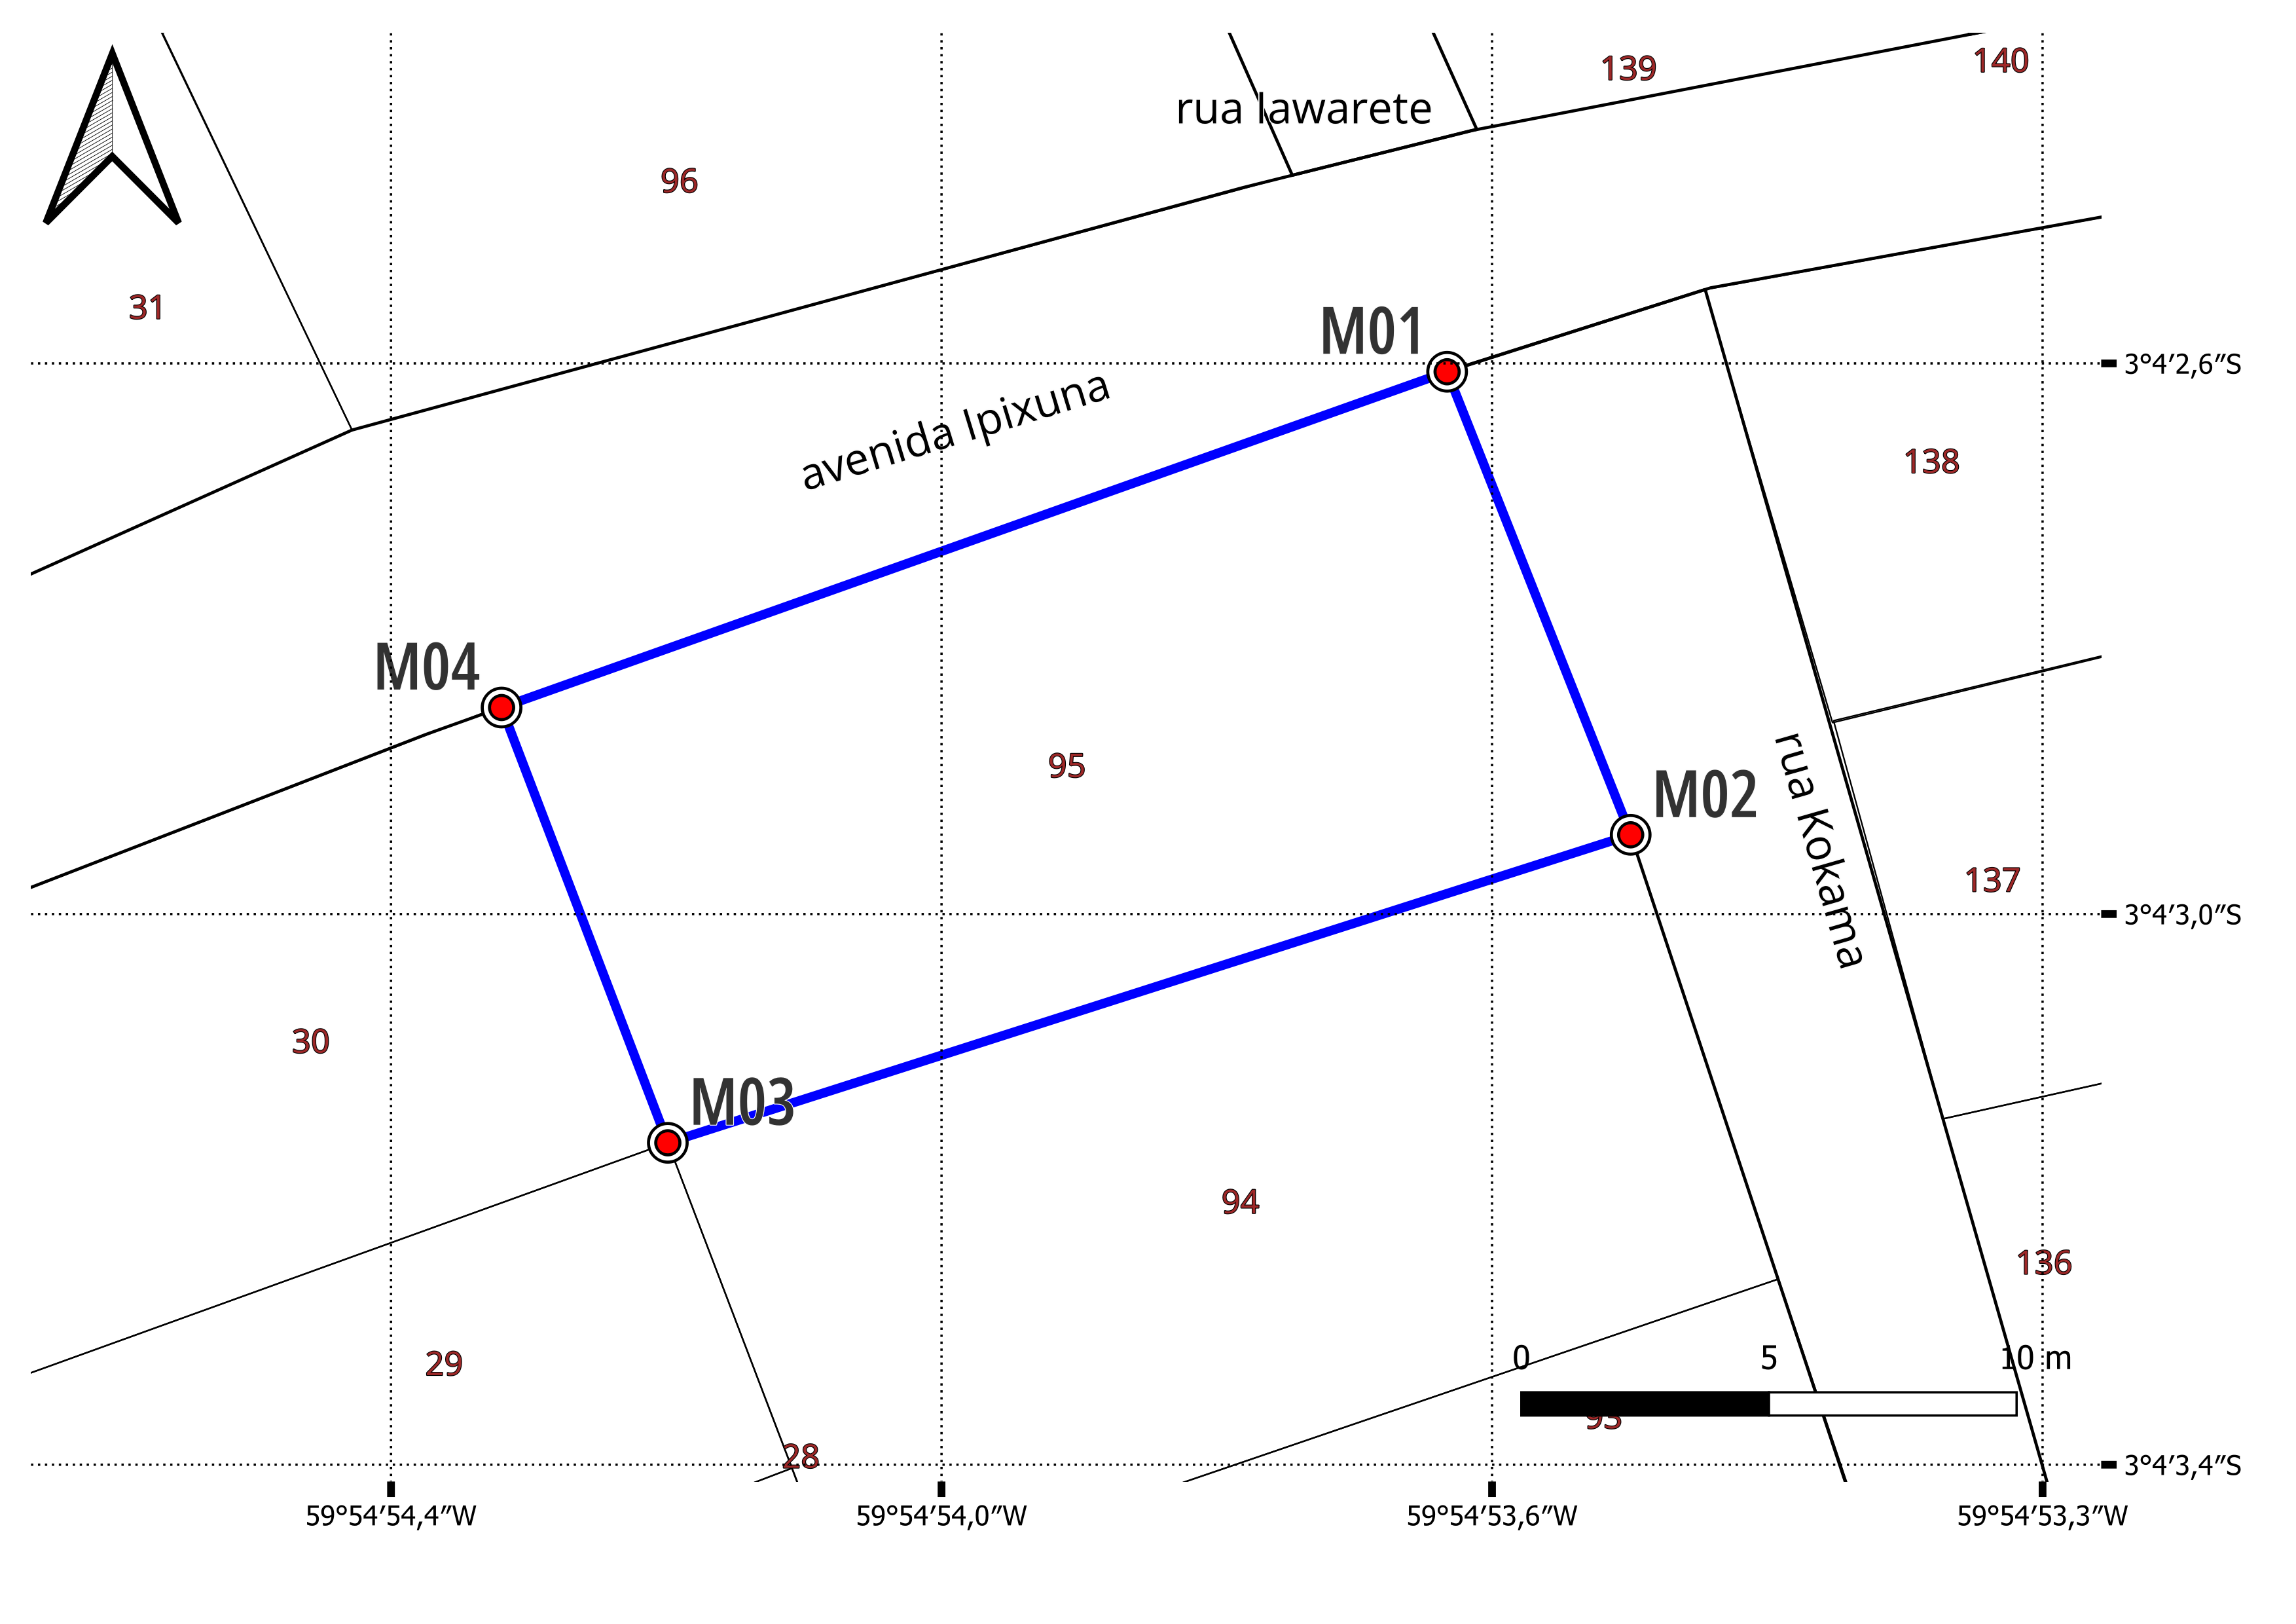 139
140
rua Iawarete
96
31
M01
3°4′2,6″S
avenida Ipixuna
138
M04
95
M02
rua Kokama
137
3°4′3,0″S
30
M03
94
136
29
0 5 10 m
93
28
3°4′3,4″S
59°54′54,4″W 59°54′54,0″W 59°54′53,6″W 59°54′53,3″W